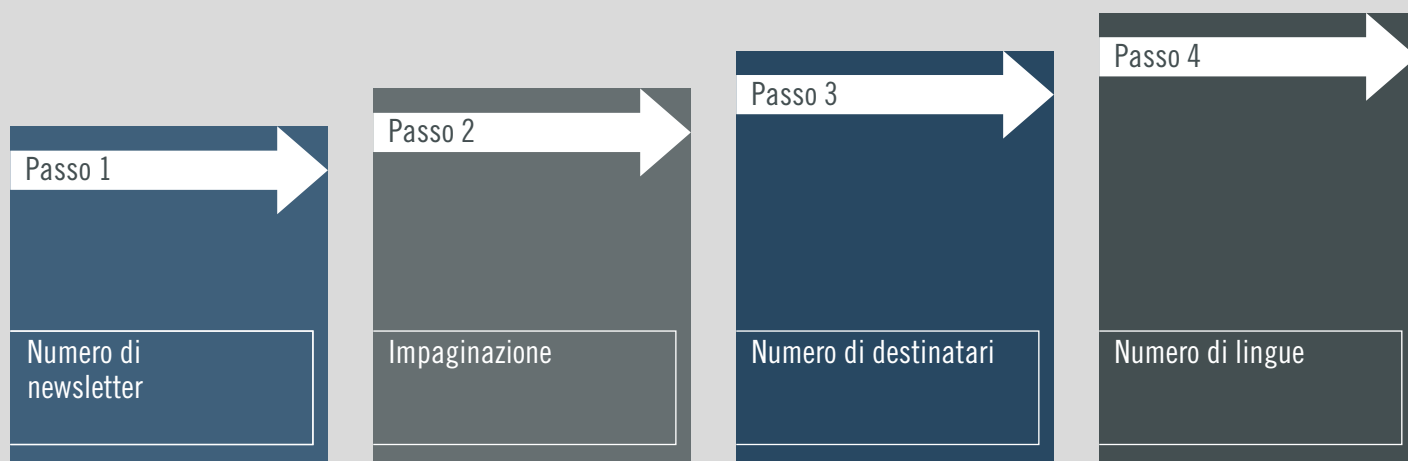 Passo 1
Numero di
newsletter
Passo 2
Impaginazione
Passo 3
Numero di destinatari
Passo 4
Numero di lingue